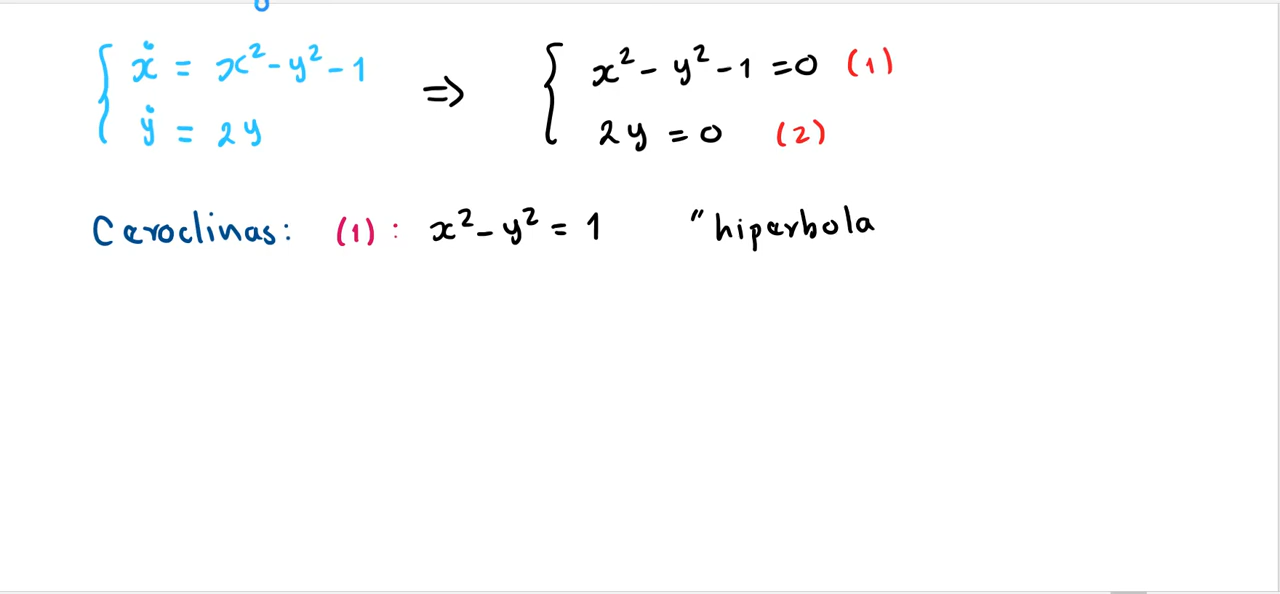 ẋ = x² - y² - 1 ⇒ x² - y² - 1 = 0 (1)
ẏ = 2y 2y = 0 (2)
Ceroclinas: (1): x² - y² = 1 "hiperbola